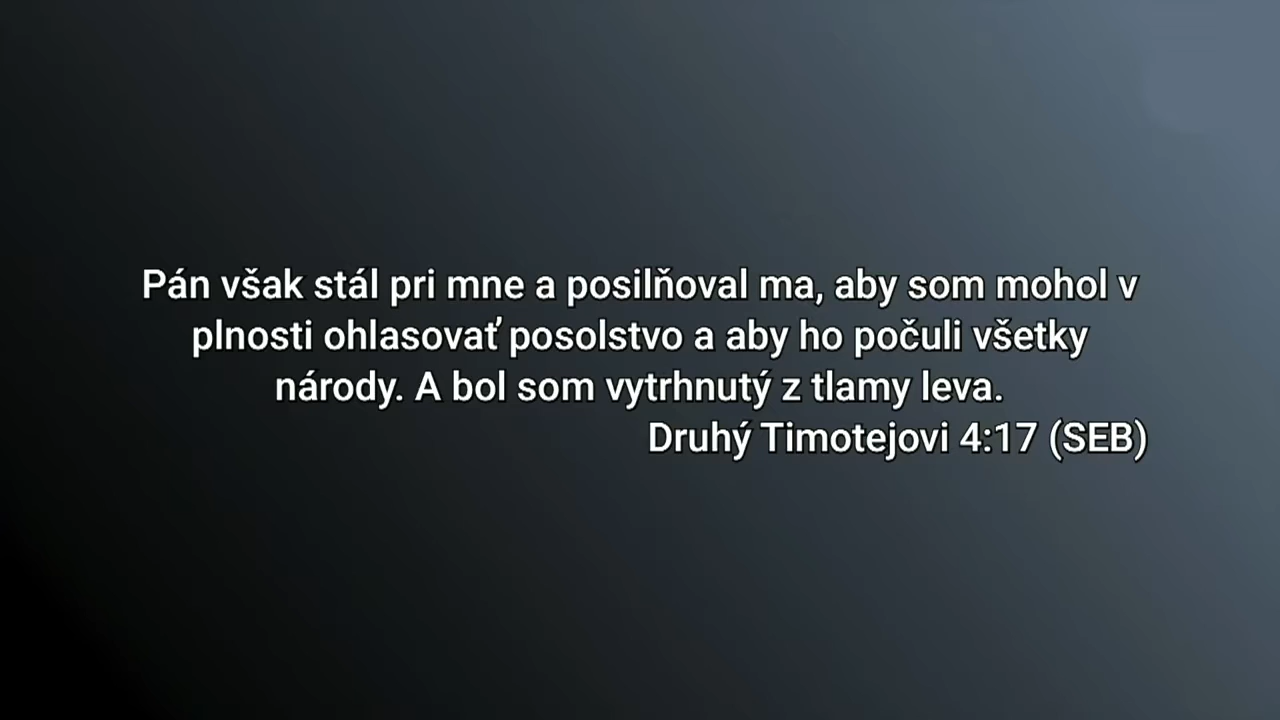 Pán však stál pri mne a posilňoval ma, aby som mohol v
plnosti ohlasovať posolstvo a aby ho počuli všetky
národy. A bol som vytrhnutý z tlamy leva.
Druhý Timotejovi 4:17 (SEB)